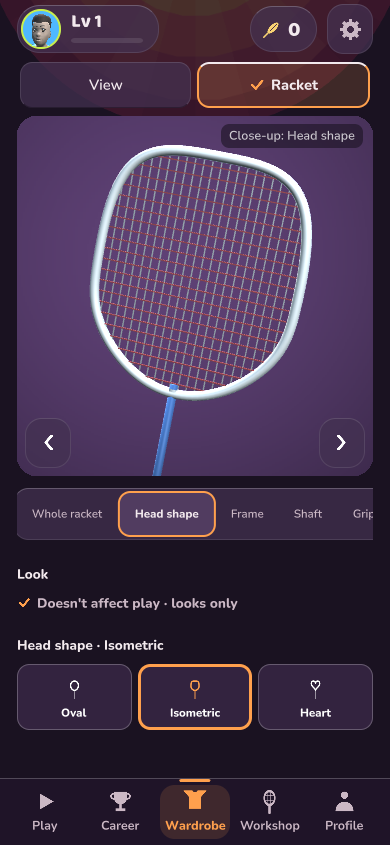 Lv 1
0
View
Racket
Close-up: Head shape
Whole racket
Head shape
Frame
Shaft
Grip
Look
Doesn't affect play · looks only
Head shape · Isometric
Oval
Isometric
Heart
Play
Career
Wardrobe
Workshop
Profile